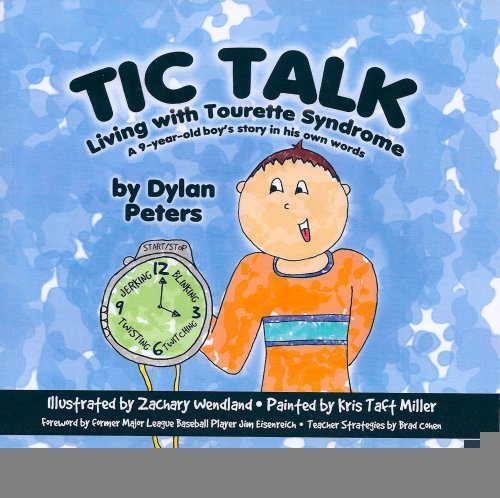 TIC TALK
Living with Tourette Syndrome
A 9-year-old boy's story in his own words
by Dylan
Peters
START/STOP
12
JERKING
BLINKING
9
3
TWISTING
TWITCHING
6
Illustrated by Zachary Wendland • Painted by Kris Taft Miller
Foreword by Former Major League Baseball Player Jim Eisenreich • Teacher Strategies by Brad Cohen